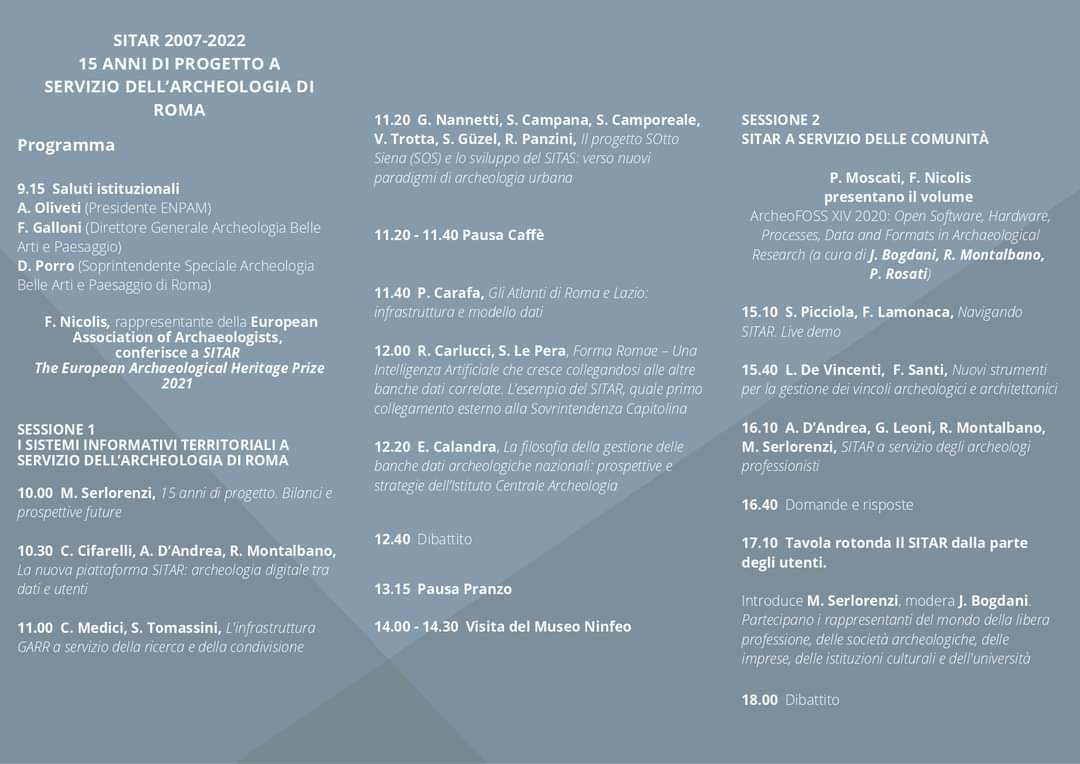 SITAR 2007-2022
15 ANNI DI PROGETTO A
SERVIZIO DELL'ARCHEOLOGIA DI
ROMA
Programma
9.15 Saluti istituzionali
A. Oliveti (Presidente ENPAM)
F. Galloni (Direttore Generale Archeologia Belle
Arti e Paesaggio)
D. Porro (Soprintendente Speciale Archeologia
Belle Arti e Paesaggio di Roma)
F. Nicolis, rappresentante della European
Association of Archaeologists,
conferisce a SITAR
The European Archaeological Heritage Prize
2021
SESSIONE 1
I SISTEMI INFORMATIVI TERRITORIALI A
SERVIZIO DELL'ARCHEOLOGIA DI ROMA
10.00 M. Serlorenzi, 15 anni di progetto. Bilanci e
prospettive future
10.30 C. Cifarelli, A. D'Andrea, R. Montalbano,
La nuova piattaforma SITAR: archeologia digitale tra
dati e utenti
11.00 C. Medici, S. Tomassini, L'infrastruttura
GARR a servizio della ricerca e della condivisione
11.20 G. Nannetti, S. Campana, S. Camporeale,
V. Trotta, S. Güzel, R. Panzini, Il progetto SOtto
Siena (SOS) e lo sviluppo del SITAS: verso nuovi
paradigmi di archeologia urbana
11.20 - 11.40 Pausa Caffè
11.40 P. Carafa, Gli Atlanti di Roma e Lazio:
infrastruttura e modello dati
12.00 R. Carlucci, S. Le Pera, Forma Romae – Una
Intelligenza Artificiale che cresce collegandosi alle altre
banche dati correlate. L'esempio del SITAR, quale primo
collegamento esterno alla Sovrintendenza Capitolina
12.20 E. Calandra, La filosofia della gestione delle
banche dati archeologiche nazionali: prospettive e
strategie dell'Istituto Centrale Archeologia
12.40 Dibattito
13.15 Pausa Pranzo
14.00 - 14.30 Visita del Museo Ninfeo
SESSIONE 2
SITAR A SERVIZIO DELLE COMUNITÀ
P. Moscati, F. Nicolis
presentano il volume
ArcheoFOSS XIV 2020: Open Software, Hardware,
Processes, Data and Formats in Archaeological
Research (a cura di J. Bogdani, R. Montalbano,
P. Rosati)
15.10 S. Picciola, F. Lamonaca, Navigando
SITAR. Live demo
15.40 L. De Vincenti, F. Santi, Nuovi strumenti
per la gestione dei vincoli archeologici e architettonici
16.10 A. D'Andrea, G. Leoni, R. Montalbano,
M. Serlorenzi, SITAR a servizio degli archeologi
professionisti
16.40 Domande e risposte
17.10 Tavola rotonda Il SITAR dalla parte
degli utenti.
Introduce M. Serlorenzi, modera J. Bogdani.
Partecipano i rappresentanti del mondo della libera
professione, delle società archeologiche, delle
imprese, delle istituzioni culturali e dell'università
18.00 Dibattito